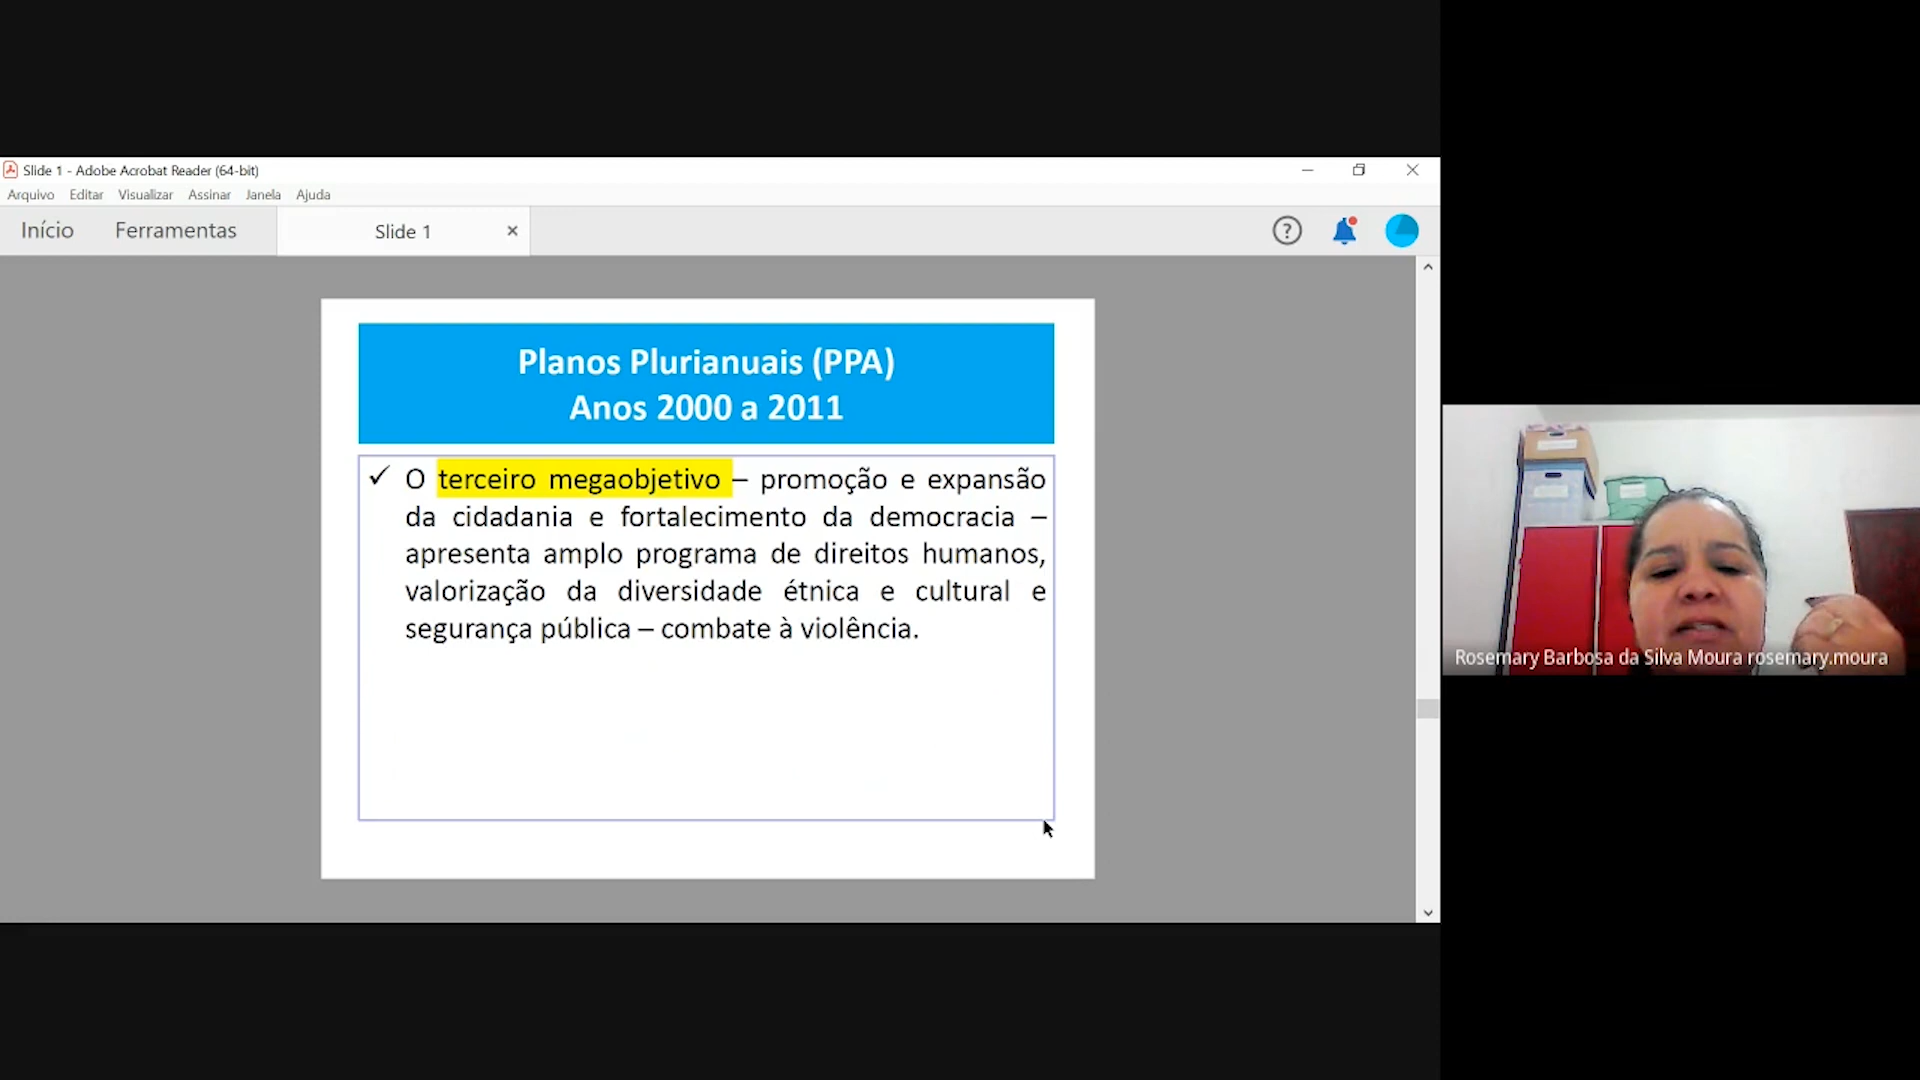 Slide 1 - Adobe Acrobat Reader (64-bit)
Arquivo Editar Visualizar Assinar Janela Ajuda
Início Ferramentas Slide 1
Planos Plurianuais (PPA)
Anos 2000 a 2011
✓ O terceiro megaobjetivo – promoção e expansão
da cidadania e fortalecimento da democracia –
apresenta amplo programa de direitos humanos,
valorização da diversidade étnica e cultural e
segurança pública – combate à violência.
Rosemary Barbosa da Silva Moura rosemary.moura